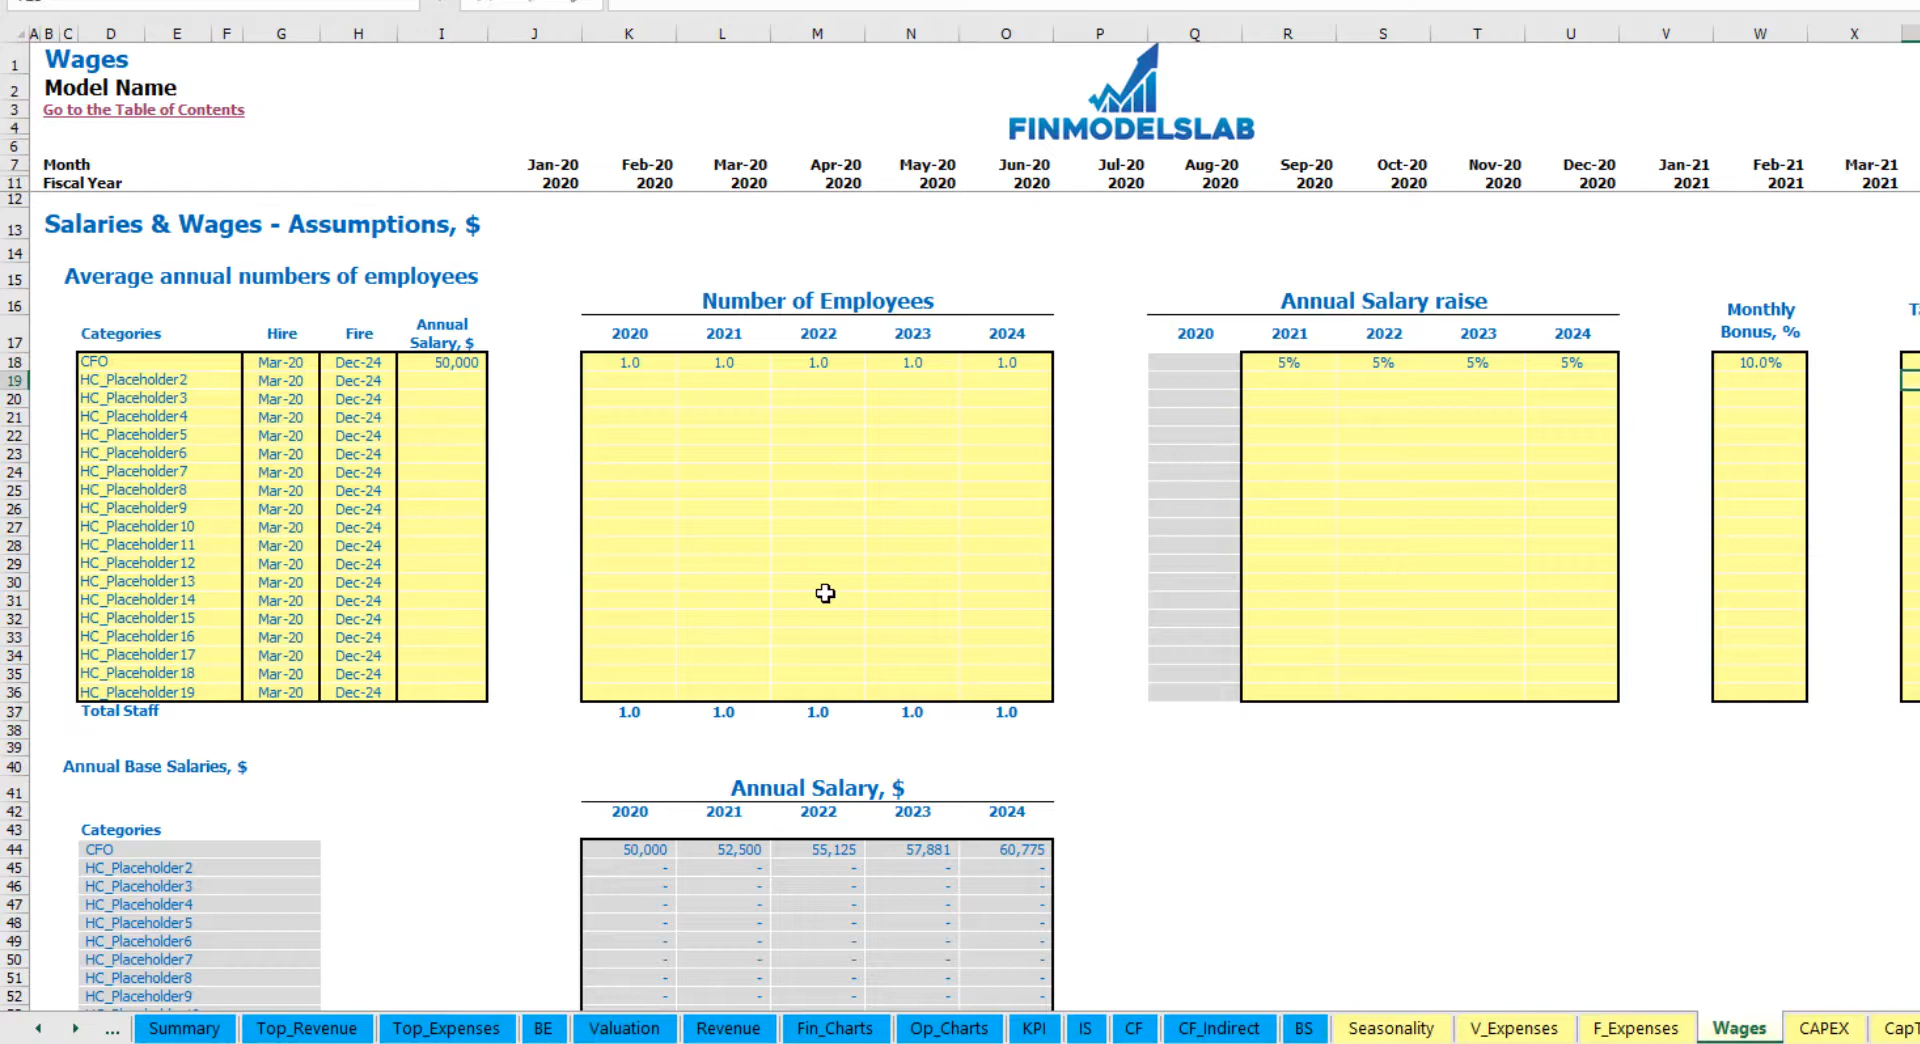 A B C D E F G H I J K L M N O P Q R S T U V W X
1 Wages
2 Model Name
3 Go to the Table of Contents
4
6
FINMODELSLAB
7 Month Jan-20 Feb-20 Mar-20 Apr-20 May-20 Jun-20 Jul-20 Aug-20 Sep-20 Oct-20 Nov-20 Dec-20 Jan-21 Feb-21 Mar-21
11 Fiscal Year 2020 2020 2020 2020 2020 2020 2020 2020 2020 2020 2020 2020 2021 2021 2021
12
13 Salaries & Wages - Assumptions, $
14
15 Average annual numbers of employees
16 Number of Employees Annual Salary raise Monthly
17 Categories Hire Fire Annual Salary, $ 2020 2021 2022 2023 2024 2020 2021 2022 2023 2024 Bonus, %
18 CFO Mar-20 Dec-24 50,000 1.0 1.0 1.0 1.0 1.0 5% 5% 5% 5% 10.0%
19 HC_Placeholder2 Mar-20 Dec-24
20 HC_Placeholder3 Mar-20 Dec-24
21 HC_Placeholder4 Mar-20 Dec-24
22 HC_Placeholder5 Mar-20 Dec-24
23 HC_Placeholder6 Mar-20 Dec-24
24 HC_Placeholder7 Mar-20 Dec-24
25 HC_Placeholder8 Mar-20 Dec-24
26 HC_Placeholder9 Mar-20 Dec-24
27 HC_Placeholder10 Mar-20 Dec-24
28 HC_Placeholder11 Mar-20 Dec-24
29 HC_Placeholder12 Mar-20 Dec-24
30 HC_Placeholder13 Mar-20 Dec-24
31 HC_Placeholder14 Mar-20 Dec-24
32 HC_Placeholder15 Mar-20 Dec-24
33 HC_Placeholder16 Mar-20 Dec-24
34 HC_Placeholder17 Mar-20 Dec-24
35 HC_Placeholder18 Mar-20 Dec-24
36 HC_Placeholder19 Mar-20 Dec-24
37 Total Staff 1.0 1.0 1.0 1.0 1.0
38
39
40 Annual Base Salaries, $
41 Annual Salary, $
42 2020 2021 2022 2023 2024
43 Categories
44 CFO 50,000 52,500 55,125 57,881 60,775
45 HC_Placeholder2 - - - - -
46 HC_Placeholder3 - - - - -
47 HC_Placeholder4 - - - - -
48 HC_Placeholder5 - - - - -
49 HC_Placeholder6 - - - - -
50 HC_Placeholder7 - - - - -
51 HC_Placeholder8 - - - - -
52 HC_Placeholder9 - - - - -
... Summary Top_Revenue Top_Expenses BE Valuation Revenue Fin_Charts Op_Charts KPI IS CF CF_Indirect BS Seasonality V_Expenses F_Expenses Wages CAPEX